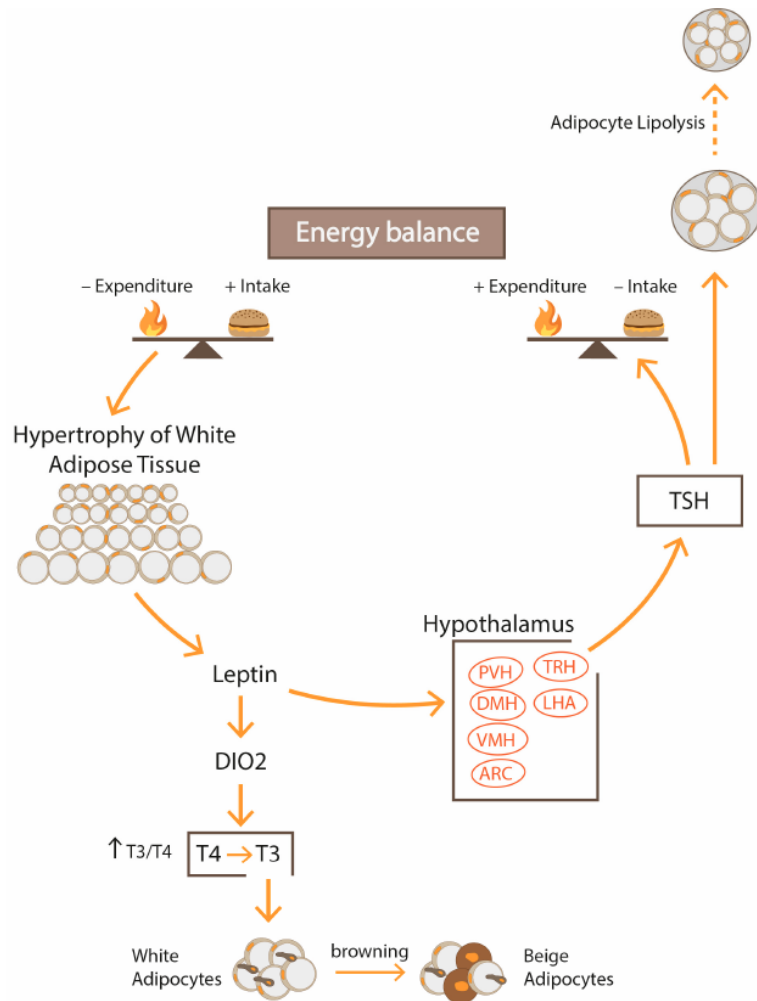 Adipocyte Lipolysis
Energy balance
– Expenditure + Intake
+ Expenditure – Intake
Hypertrophy of White
Adipose Tissue
TSH
Hypothalamus
PVH TRH
DMH LHA
VMH
ARC
Leptin
DIO2
↑ T3/T4 T4 → T3
White
Adipocytes
browning
Beige
Adipocytes